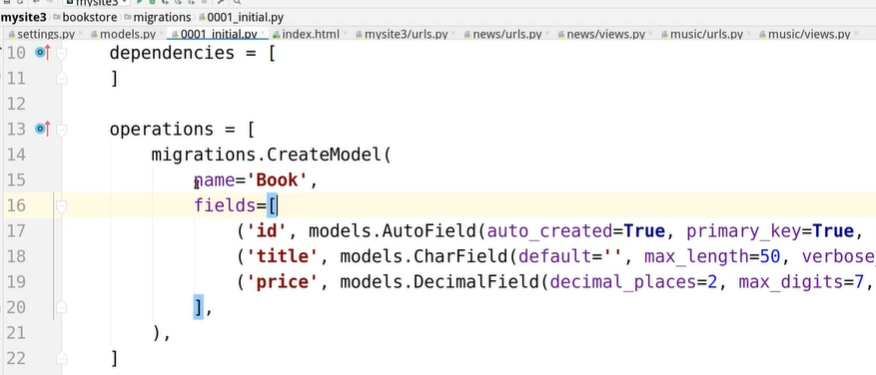 mysite3
mysite3 bookstore migrations 0001_initial.py
settings.py models.py 0001_initial.py index.html mysite3/urls.py news/urls.py news/views.py music/urls.py music/views.py
10 dependencies = [
11 ]
12
13 operations = [
14 migrations.CreateModel(
15 name='Book',
16 fields=[
17 ('id', models.AutoField(auto_created=True, primary_key=True,
18 ('title', models.CharField(default='', max_length=50, verbose
19 ('price', models.DecimalField(decimal_places=2, max_digits=7,
20 ],
21 ),
22 ]